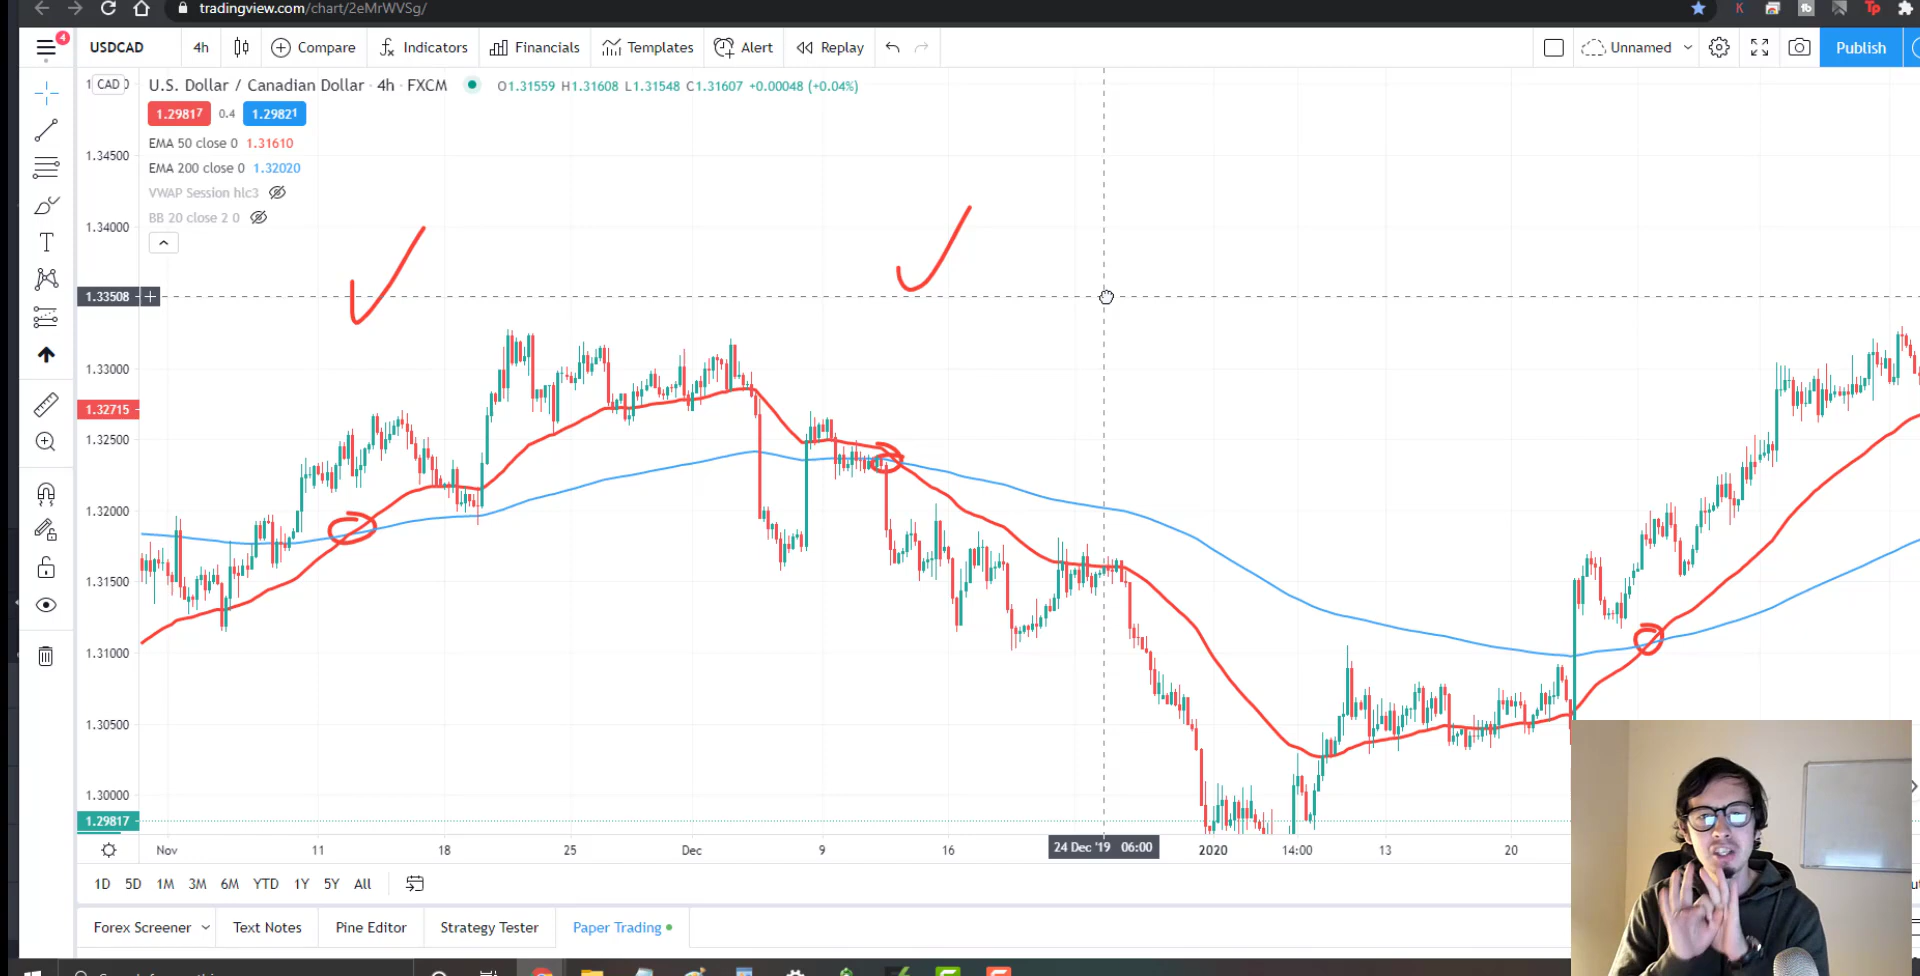 tradingview.com/chart/2eMrWVSg/
K
Tp
4
USDCAD 4h Compare Indicators Financials Templates Alert Replay Unnamed Publish
CAD
U.S. Dollar / Canadian Dollar · 4h · FXCM O1.31559 H1.31608 L1.31548 C1.31607 +0.00048 (+0.04%)
1.29817 0.4 1.29821
EMA 50 close 0 1.31610
EMA 200 close 0 1.32020
VWAP Session hlc3
BB 20 close 2 0
1.34500
1.34000
1.33508
1.33000
1.32715
1.32500
1.32000
1.31500
1.31000
1.30500
1.30000
1.29817
Nov 11 18 25 Dec 9 16 24 Dec '19 06:00 2020 14:00 13 20
1D 5D 1M 3M 6M YTD 1Y 5Y All
Forex Screener Text Notes Pine Editor Strategy Tester Paper Trading